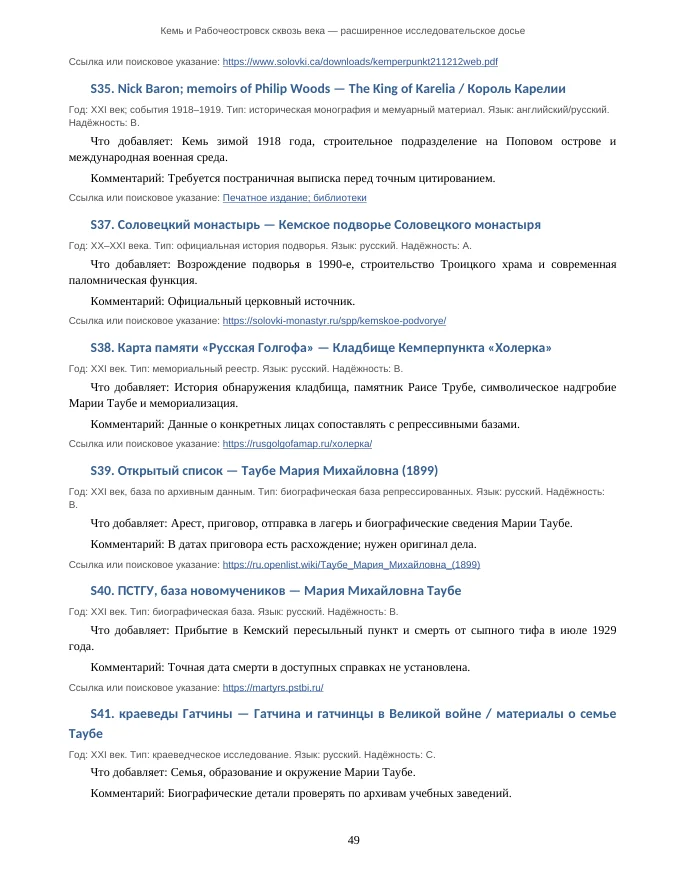 Кемь и Рабочеостровск сквозь века — расширенное исследовательское досье
Ссылка или поисковое указание: https://www.solovki.ca/downloads/kemperpunkt211212web.pdf
S35. Nick Baron; memoirs of Philip Woods — The King of Karelia / Король Карелии
Год: XXI век; события 1918–1919. Тип: историческая монография и мемуарный материал. Язык: английский/русский.
Надёжность: B.
Что добавляет: Кемь зимой 1918 года, строительное подразделение на Поповом острове и
международная военная среда.
Комментарий: Требуется постраничная выписка перед точным цитированием.
Ссылка или поисковое указание: Печатное издание; библиотеки
S37. Соловецкий монастырь — Кемское подворье Соловецкого монастыря
Год: XX–XXI века. Тип: официальная история подворья. Язык: русский. Надёжность: A.
Что добавляет: Возрождение подворья в 1990-е, строительство Троицкого храма и современная
паломническая функция.
Комментарий: Официальный церковный источник.
Ссылка или поисковое указание: https://solovki-monastyr.ru/spp/kemskoe-podvorye/
S38. Карта памяти «Русская Голгофа» — Кладбище Кемперпункта «Холерка»
Год: XXI век. Тип: мемориальный реестр. Язык: русский. Надёжность: B.
Что добавляет: История обнаружения кладбища, памятник Раисе Трубе, символическое надгробие
Марии Таубе и мемориализация.
Комментарий: Данные о конкретных лицах сопоставлять с репрессивными базами.
Ссылка или поисковое указание: https://rusgolgofamap.ru/холерка/
S39. Открытый список — Таубе Мария Михайловна (1899)
Год: XXI век, база по архивным данным. Тип: биографическая база репрессированных. Язык: русский. Надёжность:
B.
Что добавляет: Арест, приговор, отправка в лагерь и биографические сведения Марии Таубе.
Комментарий: В датах приговора есть расхождение; нужен оригинал дела.
Ссылка или поисковое указание: https://ru.openlist.wiki/Таубе_Мария_Михайловна_(1899)
S40. ПСТГУ, база новомучеников — Мария Михайловна Таубе
Год: XXI век. Тип: биографическая база. Язык: русский. Надёжность: B.
Что добавляет: Прибытие в Кемский пересыльный пункт и смерть от сыпного тифа в июле 1929
года.
Комментарий: Точная дата смерти в доступных справках не установлена.
Ссылка или поисковое указание: https://martyrs.pstbi.ru/
S41. краеведы Гатчины — Гатчина и гатчинцы в Великой войне / материалы о семье
Таубе
Год: XXI век. Тип: краеведческое исследование. Язык: русский. Надёжность: C.
Что добавляет: Семья, образование и окружение Марии Таубе.
Комментарий: Биографические детали проверять по архивам учебных заведений.
49